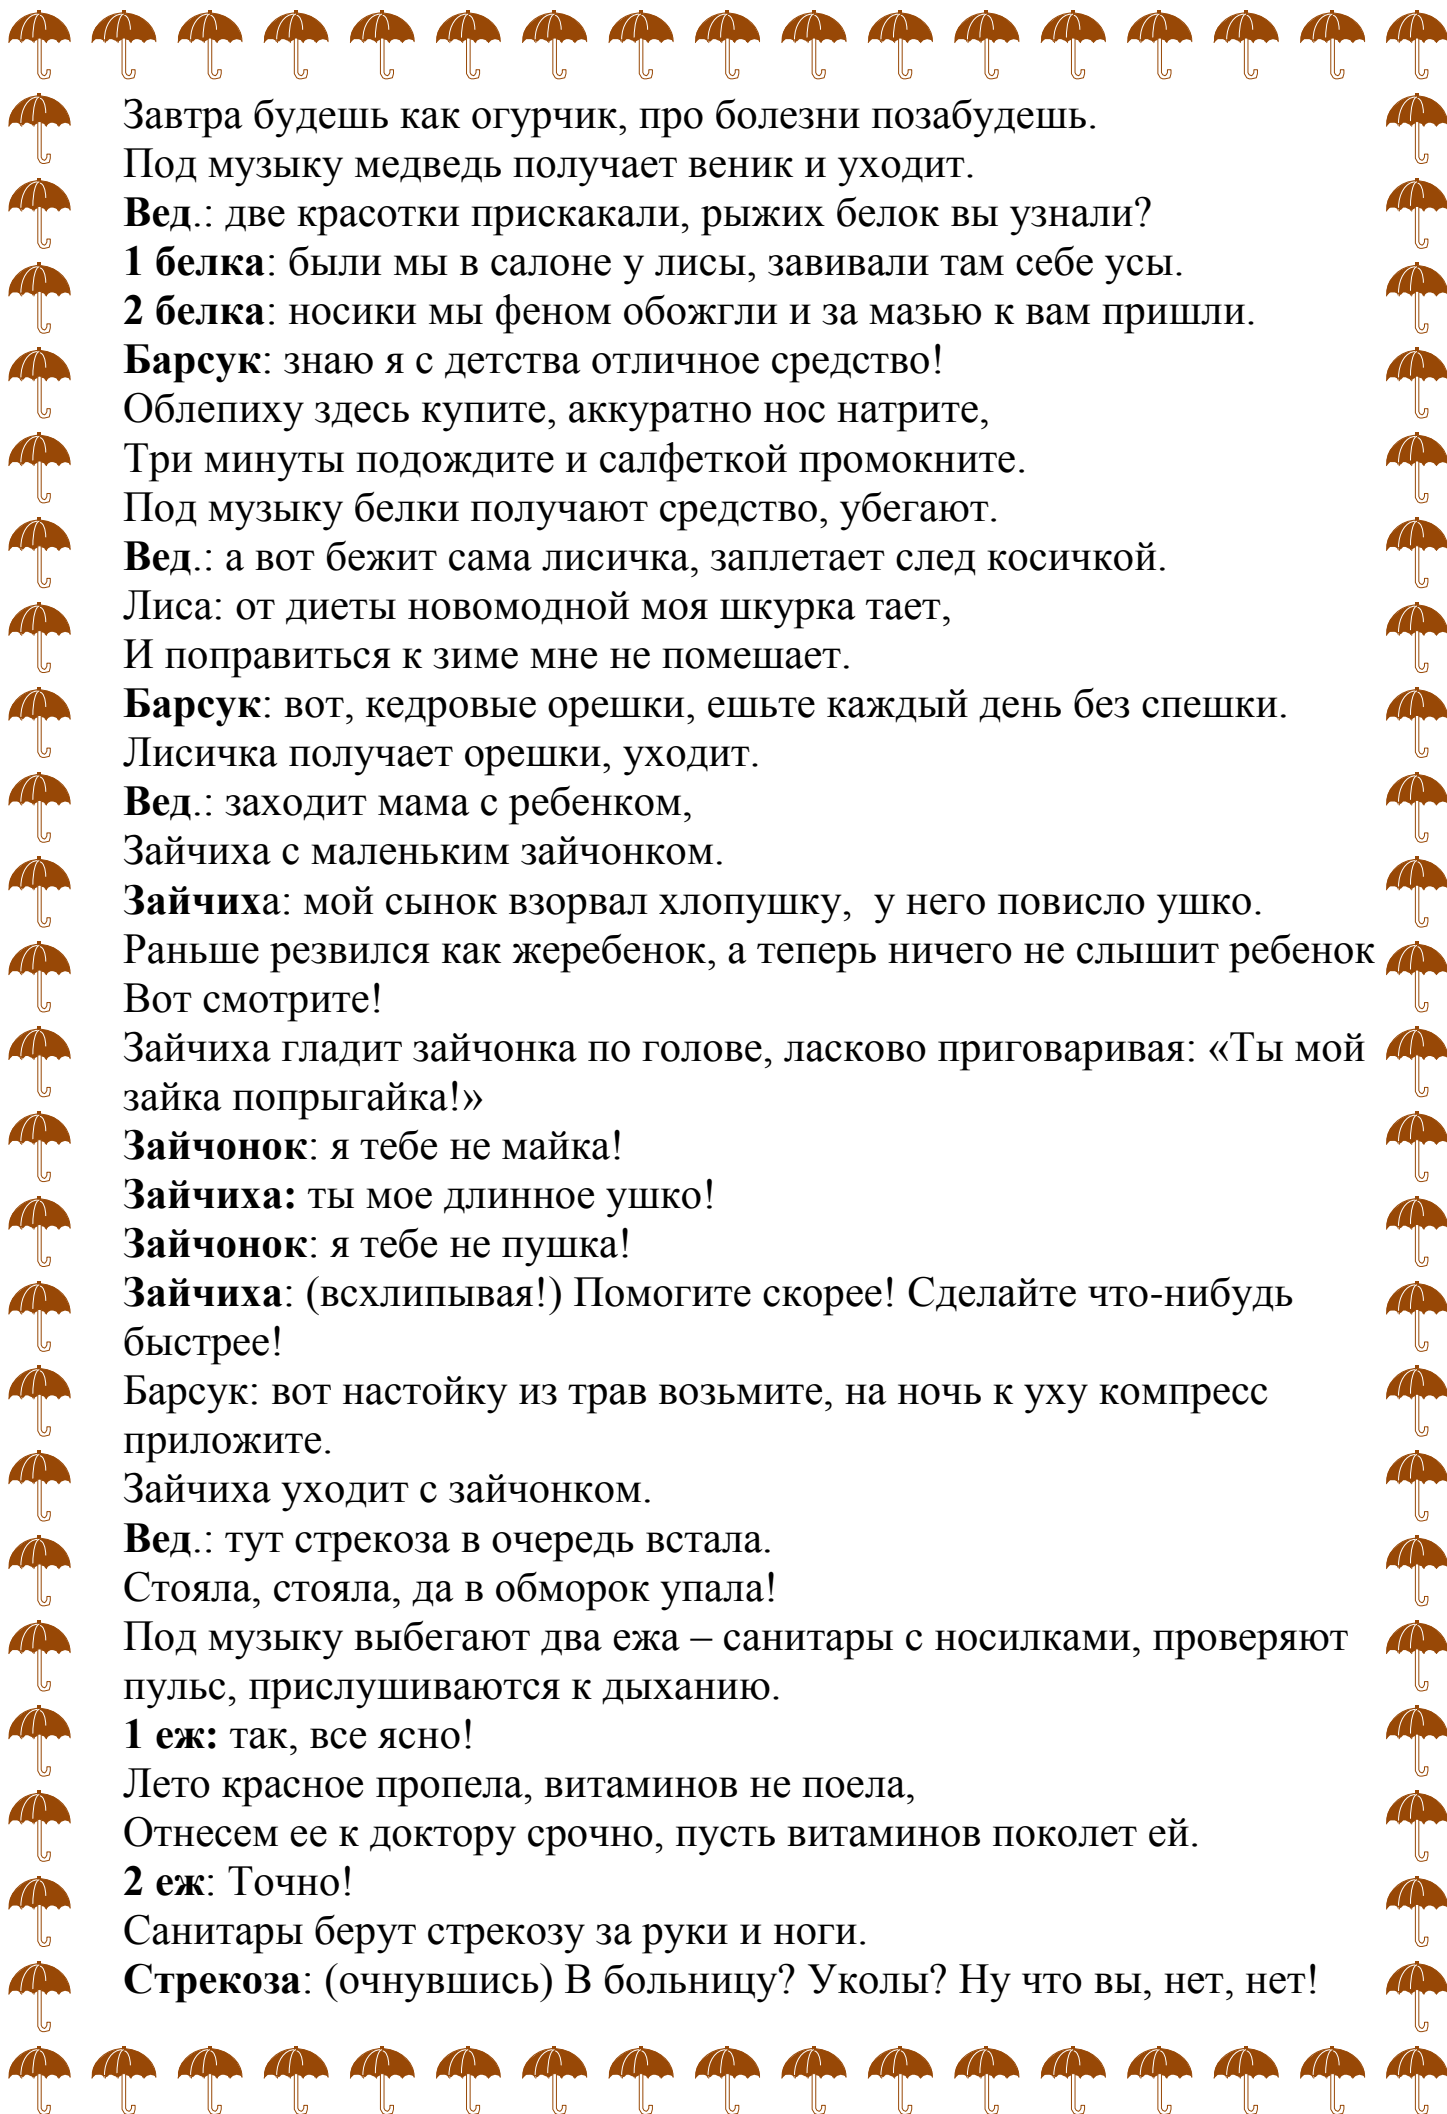 Завтра будешь как огурчик, про болезни позабудешь.
Под музыку медведь получает веник и уходит.
Вед.: две красотки прискакали, рыжих белок вы узнали?
1 белка: были мы в салоне у лисы, завивали там себе усы.
2 белка: носики мы феном обожгли и за мазью к вам пришли.
Барсук: знаю я с детства отличное средство!
Облепиху здесь купите, аккуратно нос натрите,
Три минуты подождите и салфеткой промокните.
Под музыку белки получают средство, убегают.
Вед.: а вот бежит сама лисичка, заплетает след косичкой.
Лиса: от диеты новомодной моя шкурка тает,
И поправиться к зиме мне не помешает.
Барсук: вот, кедровые орешки, ешьте каждый день без спешки.
Лисичка получает орешки, уходит.
Вед.: заходит мама с ребенком,
Зайчиха с маленьким зайчонком.
Зайчиха: мой сынок взорвал хлопушку,  у него повисло ушко.
Раньше резвился как жеребенок, а теперь ничего не слышит ребенок
Вот смотрите!
Зайчиха гладит зайчонка по голове, ласково приговаривая: «Ты мой
зайка попрыгайка!»
Зайчонок: я тебе не майка!
Зайчиха: ты мое длинное ушко!
Зайчонок: я тебе не пушка!
Зайчиха: (всхлипывая!) Помогите скорее! Сделайте что-нибудь
быстрее!
Барсук: вот настойку из трав возьмите, на ночь к уху компресс
приложите.
Зайчиха уходит с зайчонком.
Вед.: тут стрекоза в очередь встала.
Стояла, стояла, да в обморок упала!
Под музыку выбегают два ежа – санитары с носилками, проверяют
пульс, прислушиваются к дыханию.
1 еж: так, все ясно!
Лето красное пропела, витаминов не поела,
Отнесем ее к доктору срочно, пусть витаминов поколет ей.
2 еж: Точно!
Санитары берут стрекозу за руки и ноги.
Стрекоза: (очнувшись) В больницу? Уколы? Ну что вы, нет, нет!